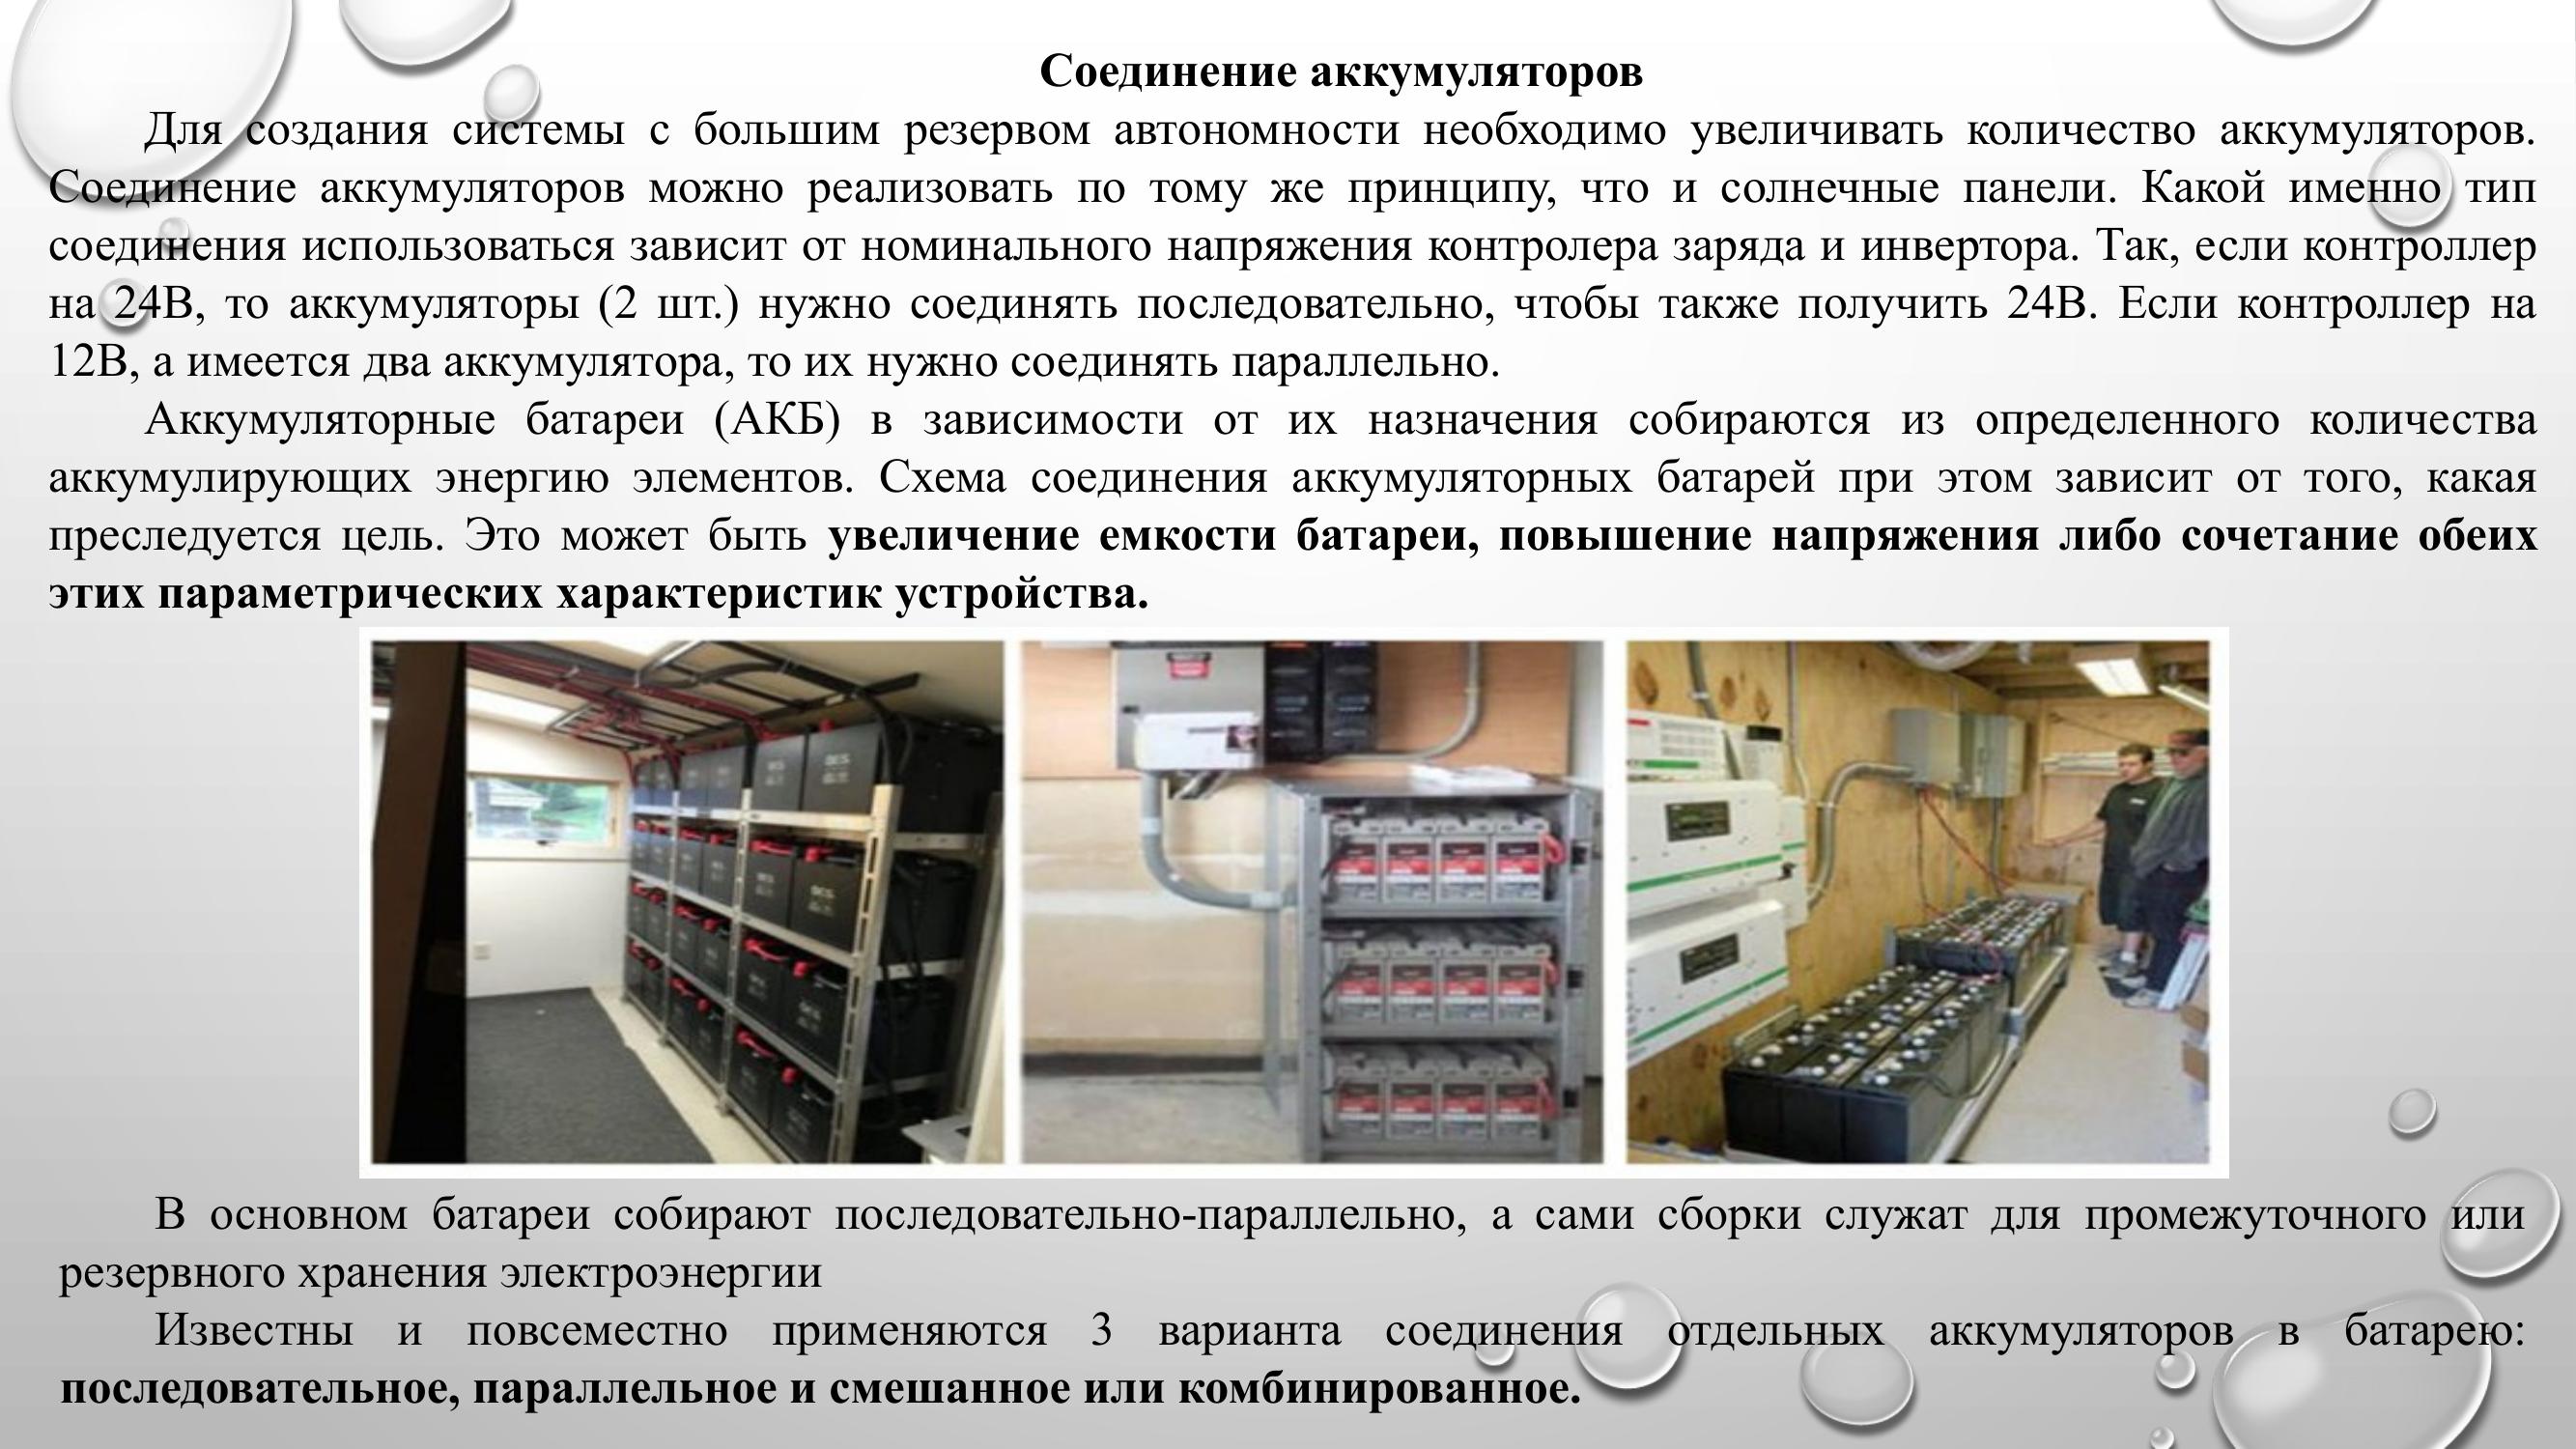 Соединение аккумуляторов
Для создания системы с большим резервом автономности необходимо увеличивать количество аккумуляторов.
Соединение аккумуляторов можно реализовать по тому же принципу, что и солнечные панели. Какой именно тип
соединения использоваться зависит от номинального напряжения контролера заряда и инвертора. Так, если контроллер
на 24В, то аккумуляторы (2 шт.) нужно соединять последовательно, чтобы также получить 24В. Если контроллер на
12В, а имеется два аккумулятора, то их нужно соединять параллельно.
Аккумуляторные батареи (АКБ) в зависимости от их назначения собираются из определенного количества
аккумулирующих энергию элементов. Схема соединения аккумуляторных батарей при этом зависит от того, какая
преследуется цель. Это может быть увеличение емкости батареи, повышение напряжения либо сочетание обеих
этих параметрических характеристик устройства.
В основном батареи собирают последовательно-параллельно, а сами сборки служат для промежуточного или
резервного хранения электроэнергии
Известны и повсеместно применяются 3 варианта соединения отдельных аккумуляторов в батарею:
последовательное, параллельное и смешанное или комбинированное.